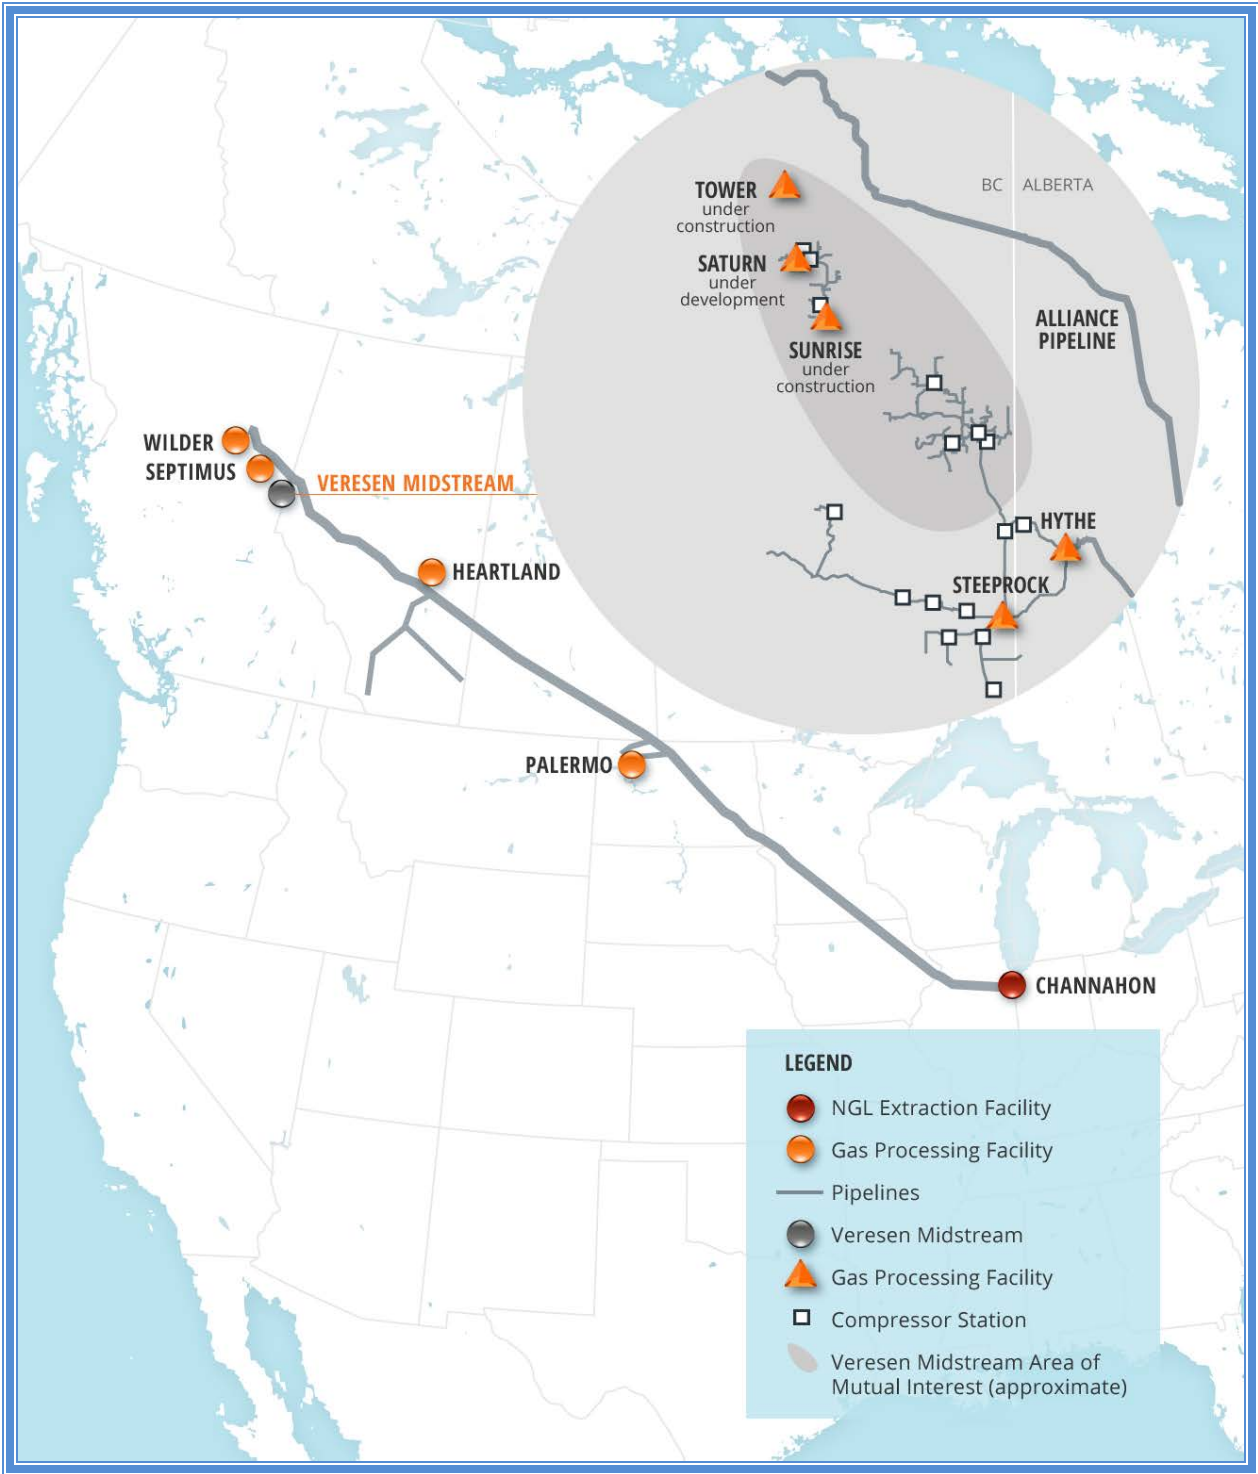 BC
ALBERTA
TOWER
under
construction
SATURN
under
development
SUNRISE
under
construction
ALLIANCE
PIPELINE
WILDER
SEPTIMUS
VERESEN MIDSTREAM
HYTHE
STEEPROCK
HEARTLAND
PALERMO
CHANNAHON
LEGEND
NGL Extraction Facility
Gas Processing Facility
Pipelines
Veresen Midstream
Gas Processing Facility
Compressor Station
Veresen Midstream Area of
Mutual Interest (approximate)